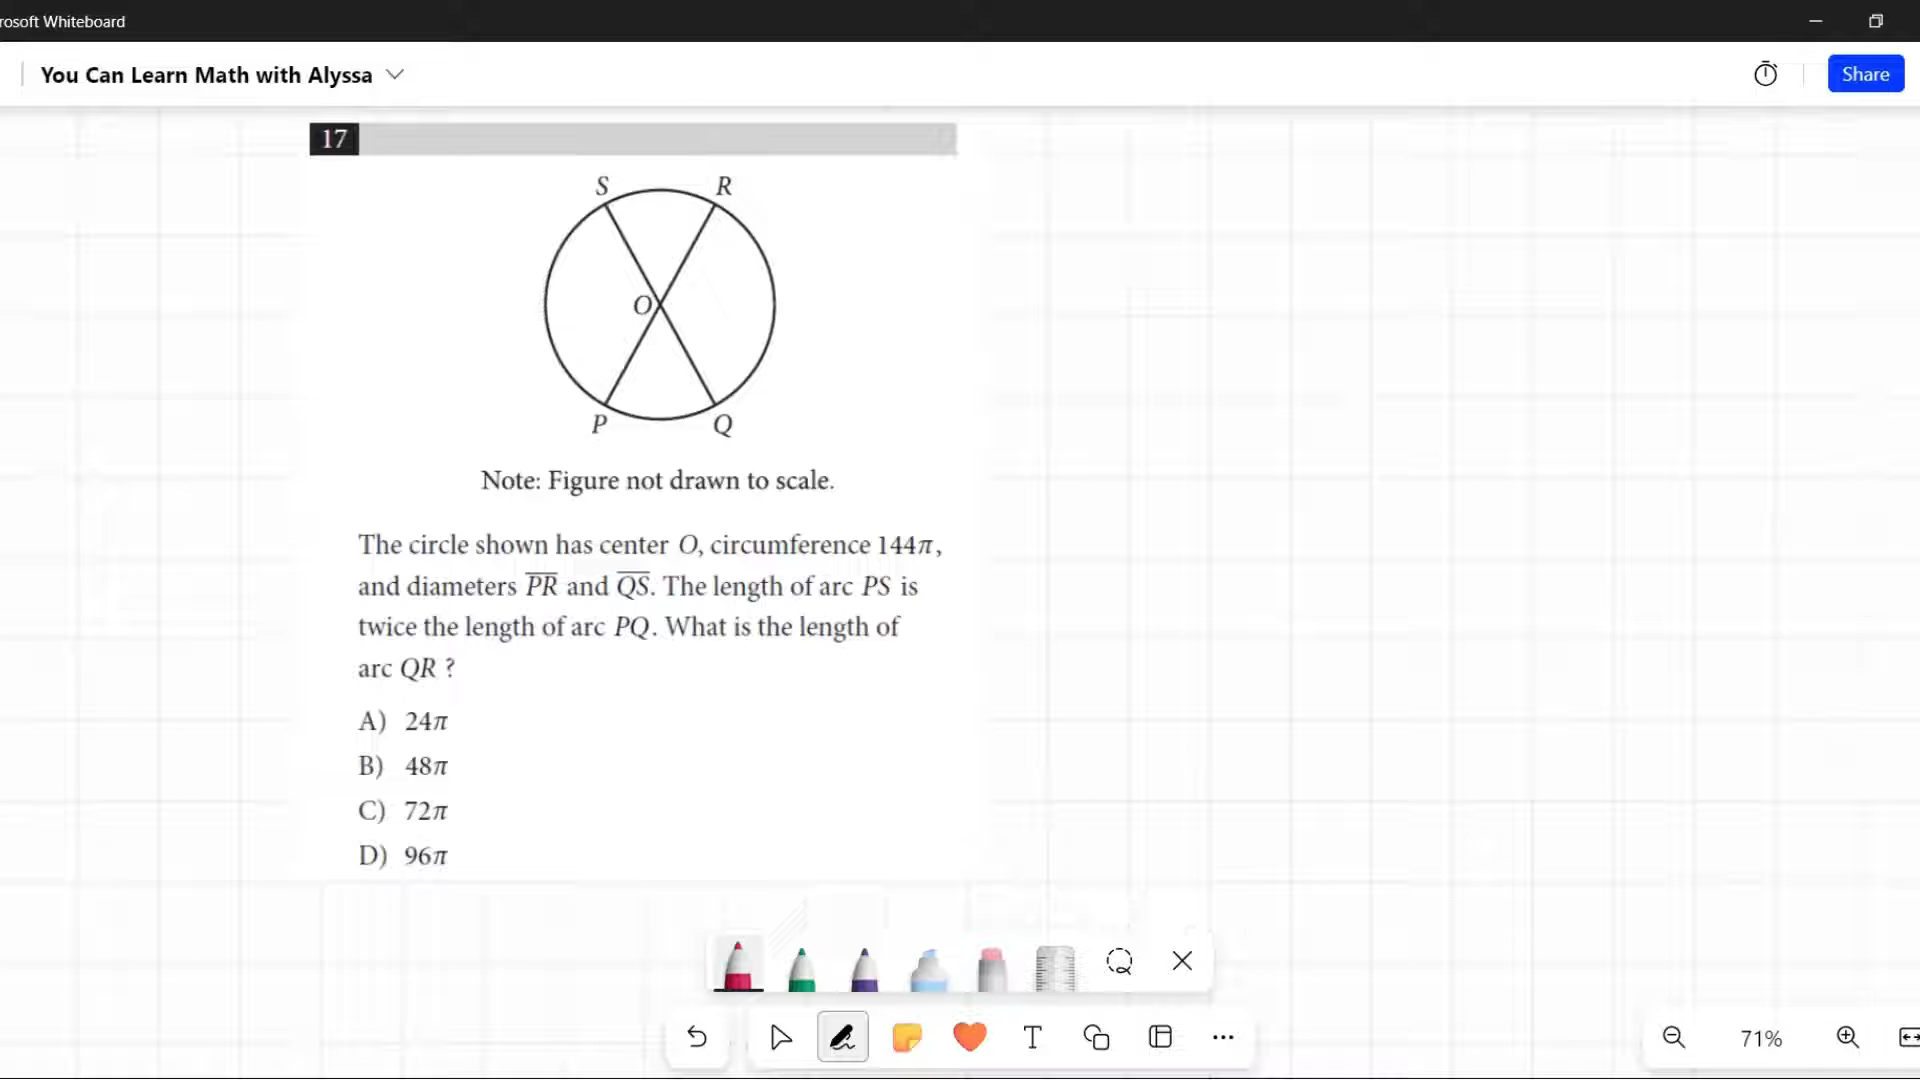 rosoft Whiteboard
You Can Learn Math with Alyssa
Share
17
S R
O
P Q
Note: Figure not drawn to scale.
The circle shown has center O, circumference 144π,
and diameters P̅R̅ and Q̅S̅. The length of arc PS is
twice the length of arc PQ. What is the length of
arc QR ?
A) 24π
B) 48π
C) 72π
D) 96π
T
71%